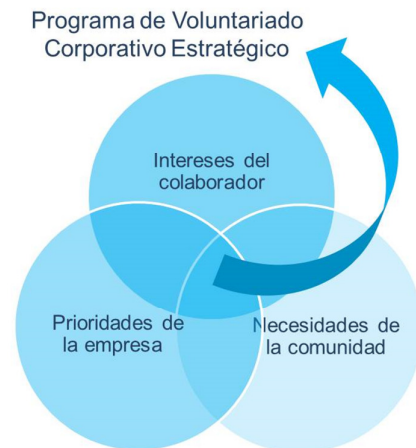 Programa de Voluntariado
Corporativo Estratégico
Intereses del
colaborador
Prioridades de
la empresa
Necesidades de
la comunidad